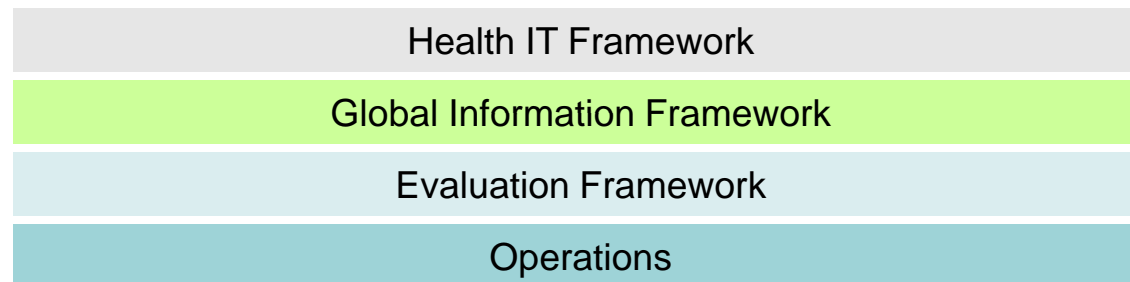 Health IT Framework
Global Information Framework
Evaluation Framework
Operations